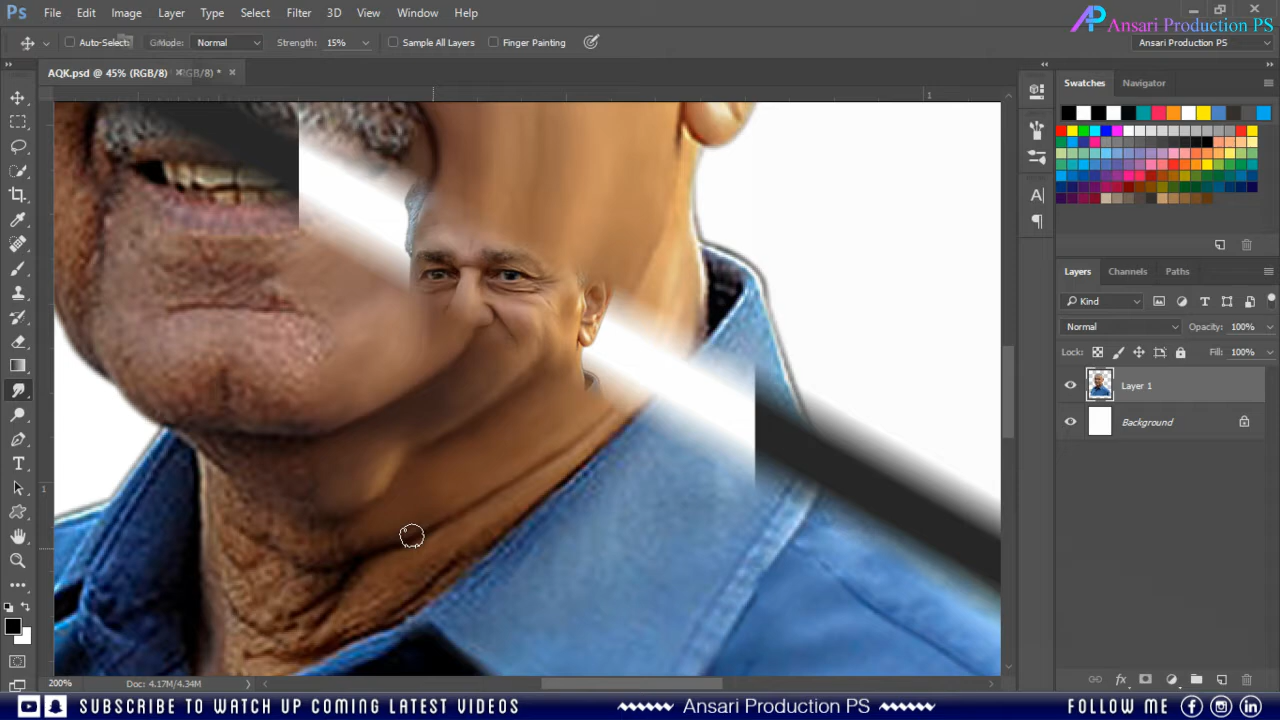 Ps File Edit Image Layer Type Select Filter 3D View Window Help
Ansari Production PS
Auto-Select: Mode: Normal Strength: 15% Sample All Layers Finger Painting Ansari Production PS
AQK.psd @ 45% (RGB/8) × RGB/8) * ×
Swatches Navigator
Layers Channels Paths
Kind
Normal Opacity: 100%
Lock: Fill: 100%
Layer 1
Background
200% Doc: 4.17M/4.34M
SUBSCRIBE TO WATCH UP COMING LATEST VIDEOS Ansari Production PS FOLLOW ME